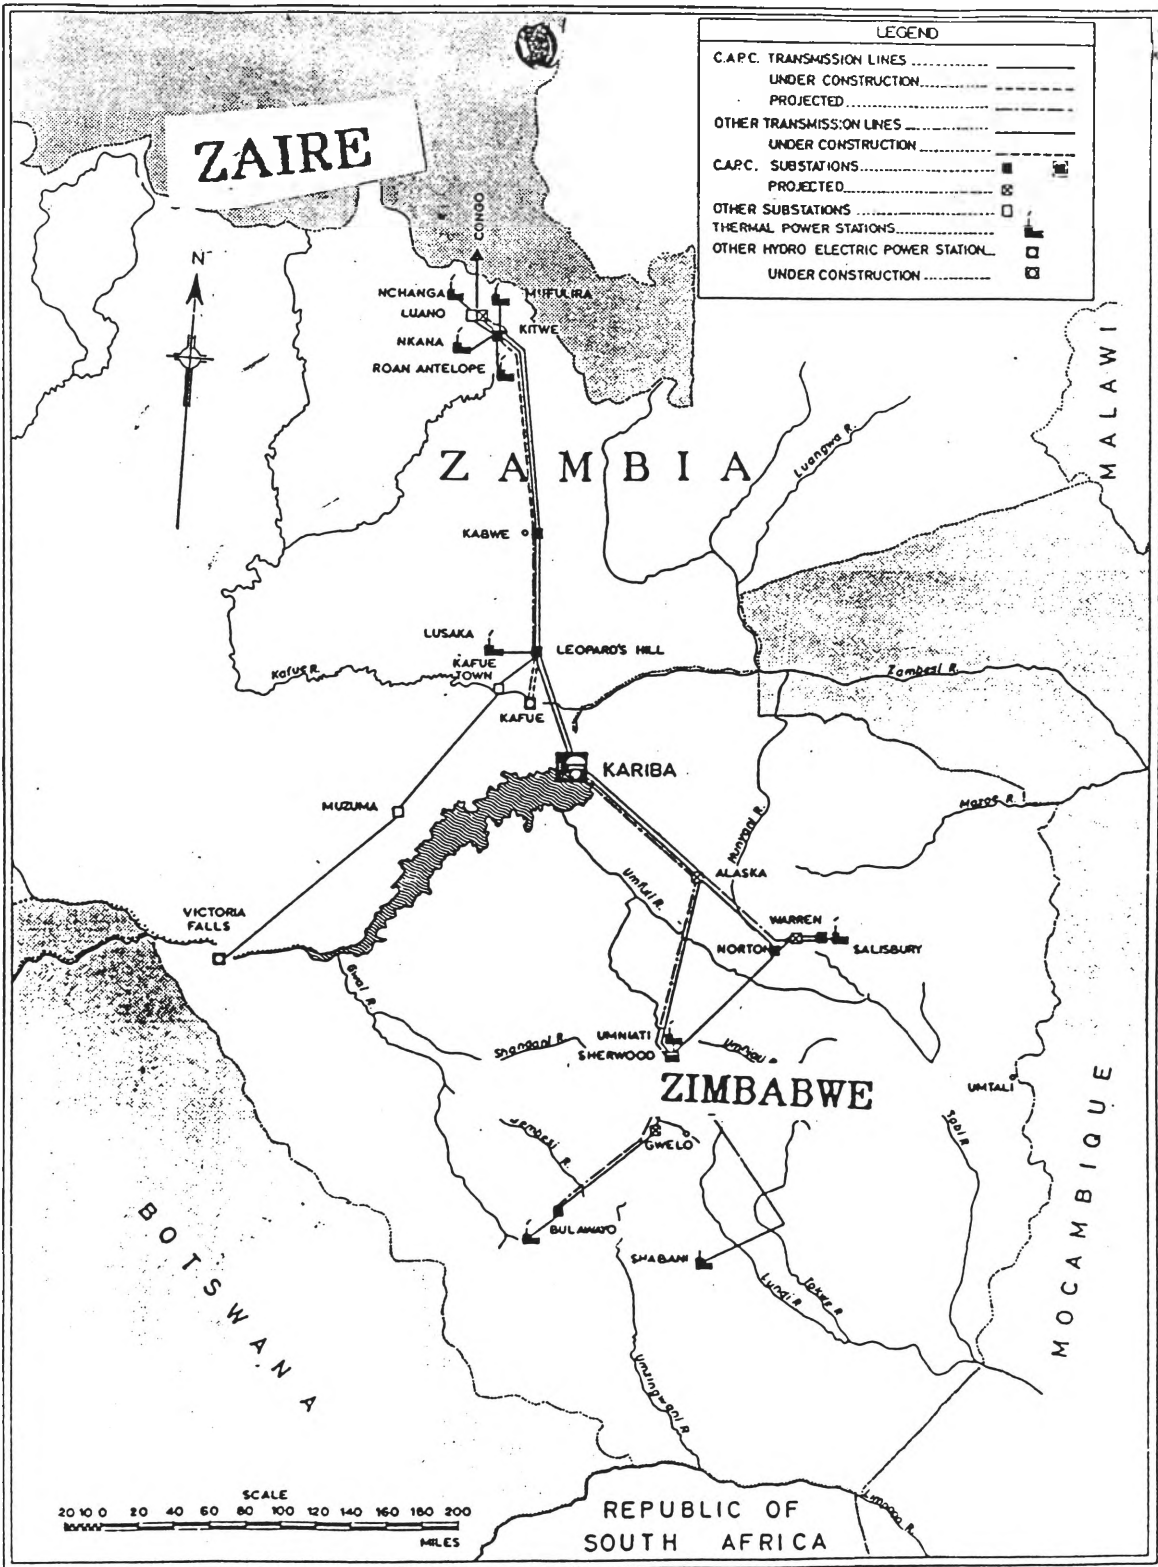 LEGEND
C.A.P.C. TRANSMISSION LINES
UNDER CONSTRUCTION
PROJECTED
OTHER TRANSMISSION LINES
UNDER CONSTRUCTION
C.A.P.C. SUBSTATIONS
PROJECTED
OTHER SUBSTATIONS
THERMAL POWER STATIONS
OTHER HYDRO ELECTRIC POWER STATION
UNDER CONSTRUCTION
ZAIRE
N
CONGO
NCHANGA
MUFULIRA
LUANO
KITWE
NKANA
ROAN ANTELOPE
MALAWI
ZAMBIA
Luangwa R.
KABWE
LUSAKA
LEOPARD'S HILL
KAFUE
TOWN
Kafue R.
Zambesi R.
KAFUE
KARIBA
MUZUMA
Mazoe R.
Hunyani R.
ALASKA
Umfuli R.
VICTORIA
FALLS
WARREN
NORTON
SALISBURY
Gwai R.
UMNIATI
SHERWOOD
Shangani R.
ZIMBABWE
UMTALI
Sabi R.
GWELO
BULAWAYO
SHABANI
Lundi R.
Tokwe R.
BOTSWANA
MOCAMBIQUE
Umzingwani R.
Limpopo R.
SCALE
20 10 0 20 40 60 80 100 120 140 160 180 200
MILES
REPUBLIC OF
SOUTH AFRICA